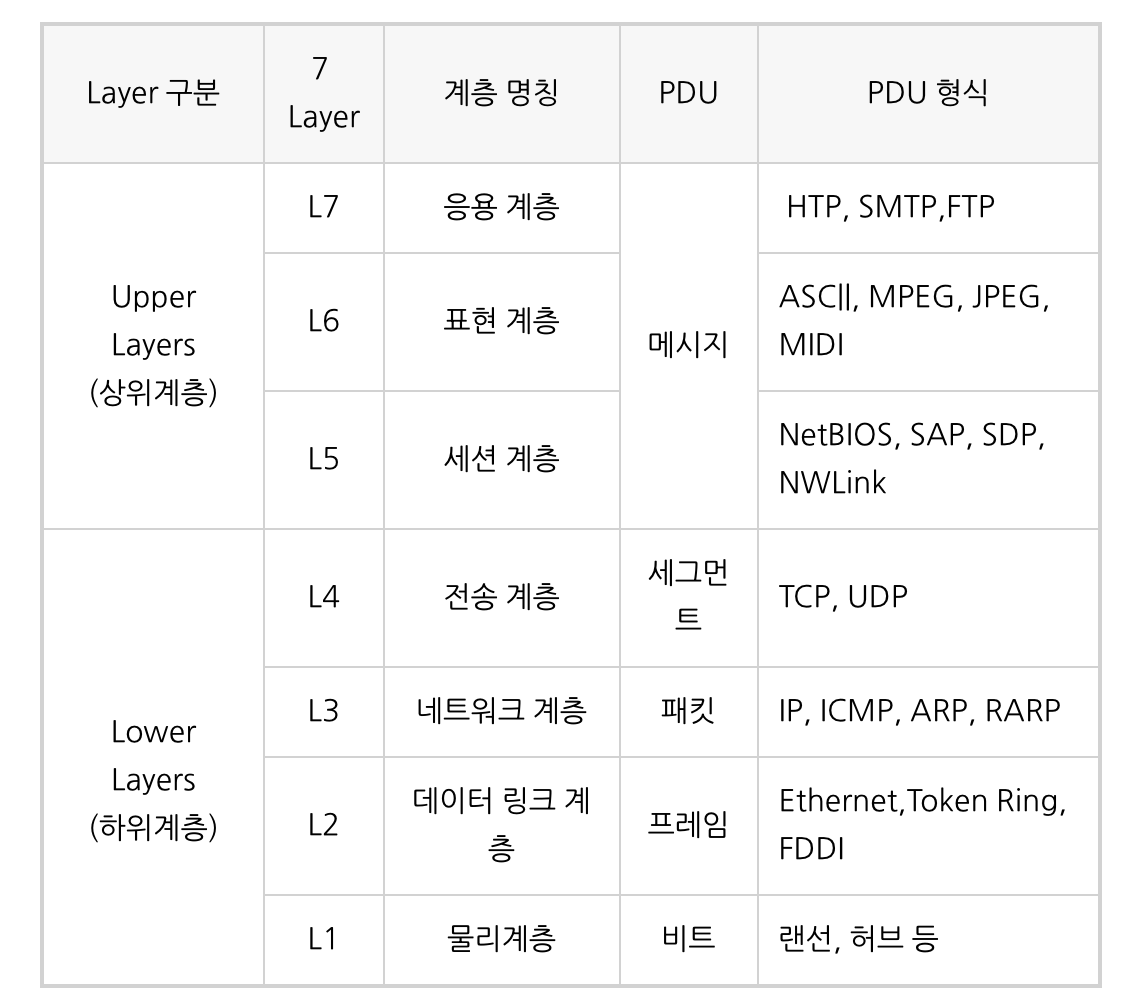 Layer 구분
7
Layer
계층 명칭
PDU
PDU 형식
Upper
Layers
(상위계층)
L7
응용 계층
메시지
HTP, SMTP,FTP
L6
표현 계층
ASC||, MPEG, JPEG,
MIDI
L5
세션 계층
NetBIOS, SAP, SDP,
NWLink
Lower
Layers
(하위계층)
L4
전송 계층
세그먼
트
TCP, UDP
L3
네트워크 계층
패킷
IP, ICMP, ARP, RARP
L2
데이터 링크 계
층
프레임
Ethernet,Token Ring,
FDDI
L1
물리계층
비트
랜선, 허브 등